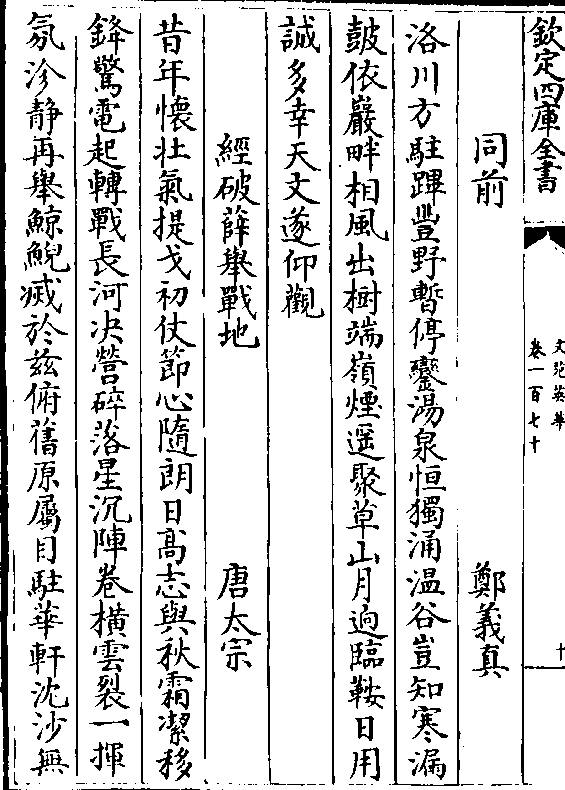 欽定四庫全書
文苑英華
卷一百七十
十
同前
鄭義真
洛川方駐蹕豐野暫停鑾湯泉恒獨涌温谷豈知寒漏
鼓依巖畔相風出樹端嶺煙遥聚草山月迥臨鞍日用
誠多幸天文遂仰觀
經破薛舉戰地
唐太宗
昔年懷壮氣提戈初仗節心隨朗日髙志與秋霜潔移
鋒驚電起轉戰長河決營碎落星沉陣卷横雲裂一揮
氛沴静再舉鯨鯢滅於兹俯舊原屬目駐華軒沈沙無